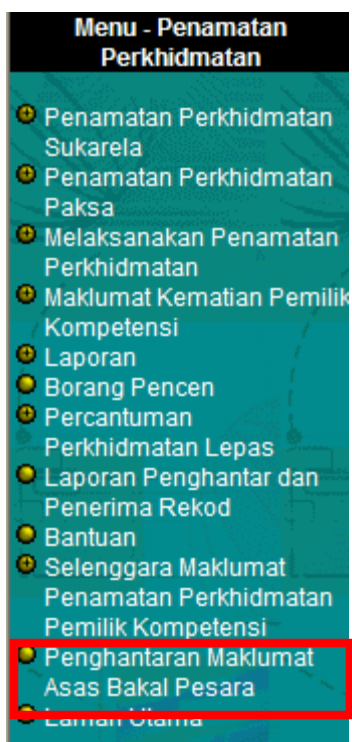 Menu - Penamatan
Perkhidmatan
Penamatan Perkhidmatan
Sukarela
Penamatan Perkhidmatan
Paksa
Melaksanakan Penamatan
Perkhidmatan
Maklumat Kematian Pemilik
Kompetensi
Laporan
Borang Pencen
Percantuman
Perkhidmatan Lepas
Laporan Penghantar dan
Penerima Rekod
Bantuan
Selenggara Maklumat
Penamatan Perkhidmatan
Pemilik Kompetensi
Penghantaran Maklumat
Asas Bakal Pesara
Laman Utama